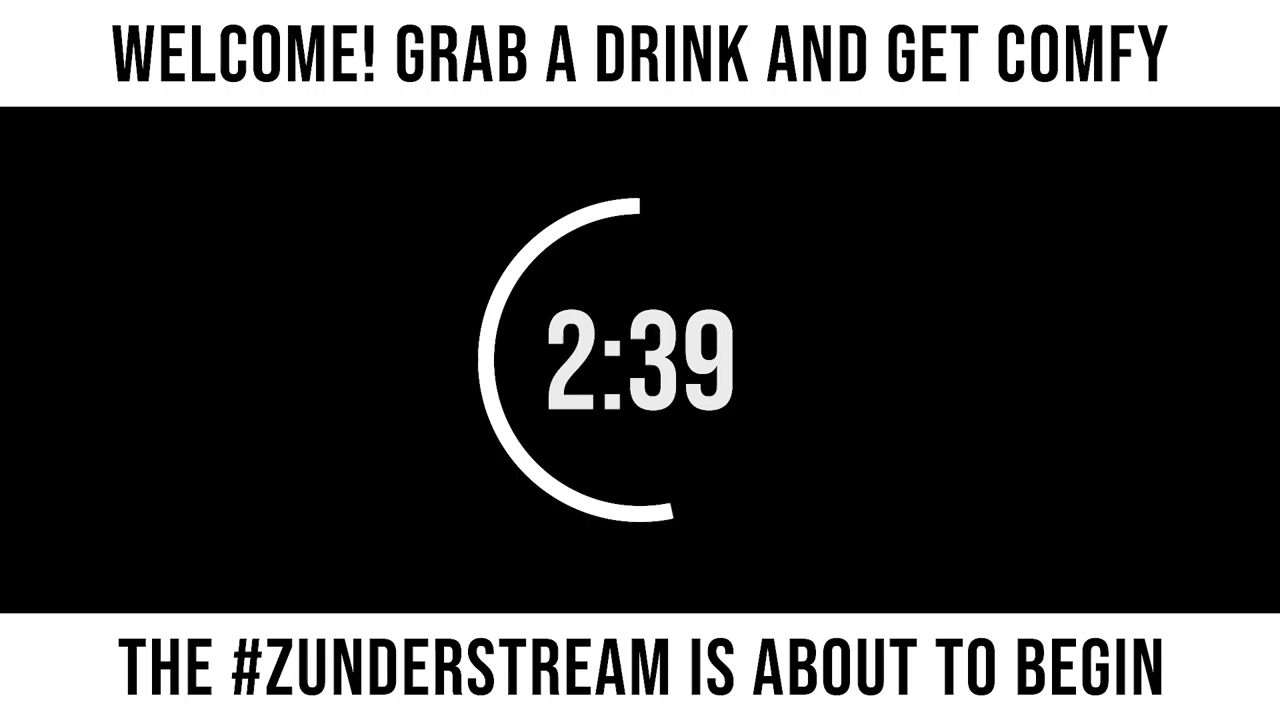 WELCOME! GRAB A DRINK AND GET COMFY
2:39
THE #ZUNDERSTREAM IS ABOUT TO BEGIN